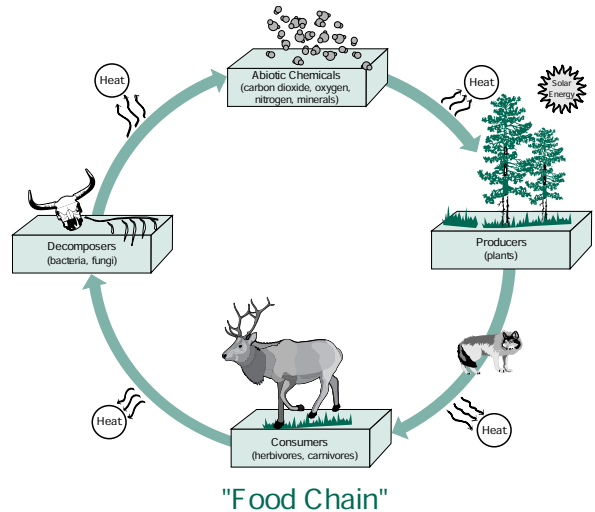 Heat
Abiotic Chemicals
(carbon dioxide, oxygen,
nitrogen, minerals)
Heat
Solar
Energy
Decomposers
(bacteria, fungi)
Producers
(plants)
Heat
Consumers
(herbivores, carnivores)
Heat
"Food Chain"